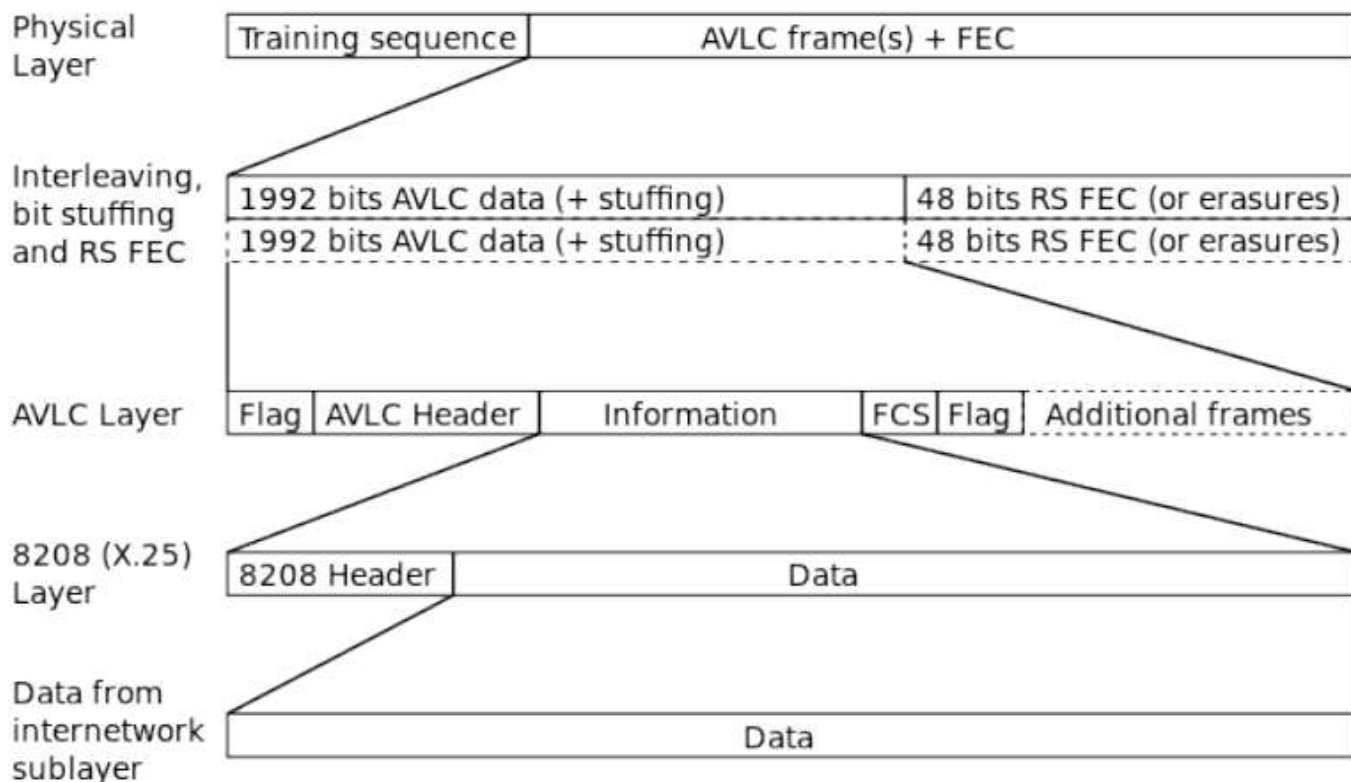 Physical
Layer
Training sequence
AVLC frame(s) + FEC
Interleaving,
bit stuffing
and RS FEC
1992 bits AVLC data (+ stuffing)
48 bits RS FEC (or erasures)
1992 bits AVLC data (+ stuffing)
48 bits RS FEC (or erasures)
AVLC Layer
Flag
AVLC Header
Information
FCS
Flag
Additional frames
8208 (X.25)
Layer
8208 Header
Data
Data from
internetwork
sublayer
Data